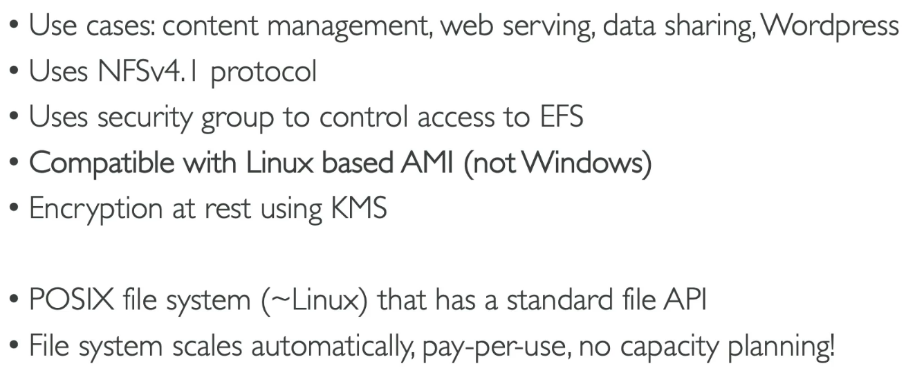 • Use cases: content management, web serving, data sharing, Wordpress
• Uses NFSv4.1 protocol
• Uses security group to control access to EFS
• Compatible with Linux based AMI (not Windows)
• Encryption at rest using KMS
• POSIX file system (~Linux) that has a standard file API
• File system scales automatically, pay-per-use, no capacity planning!